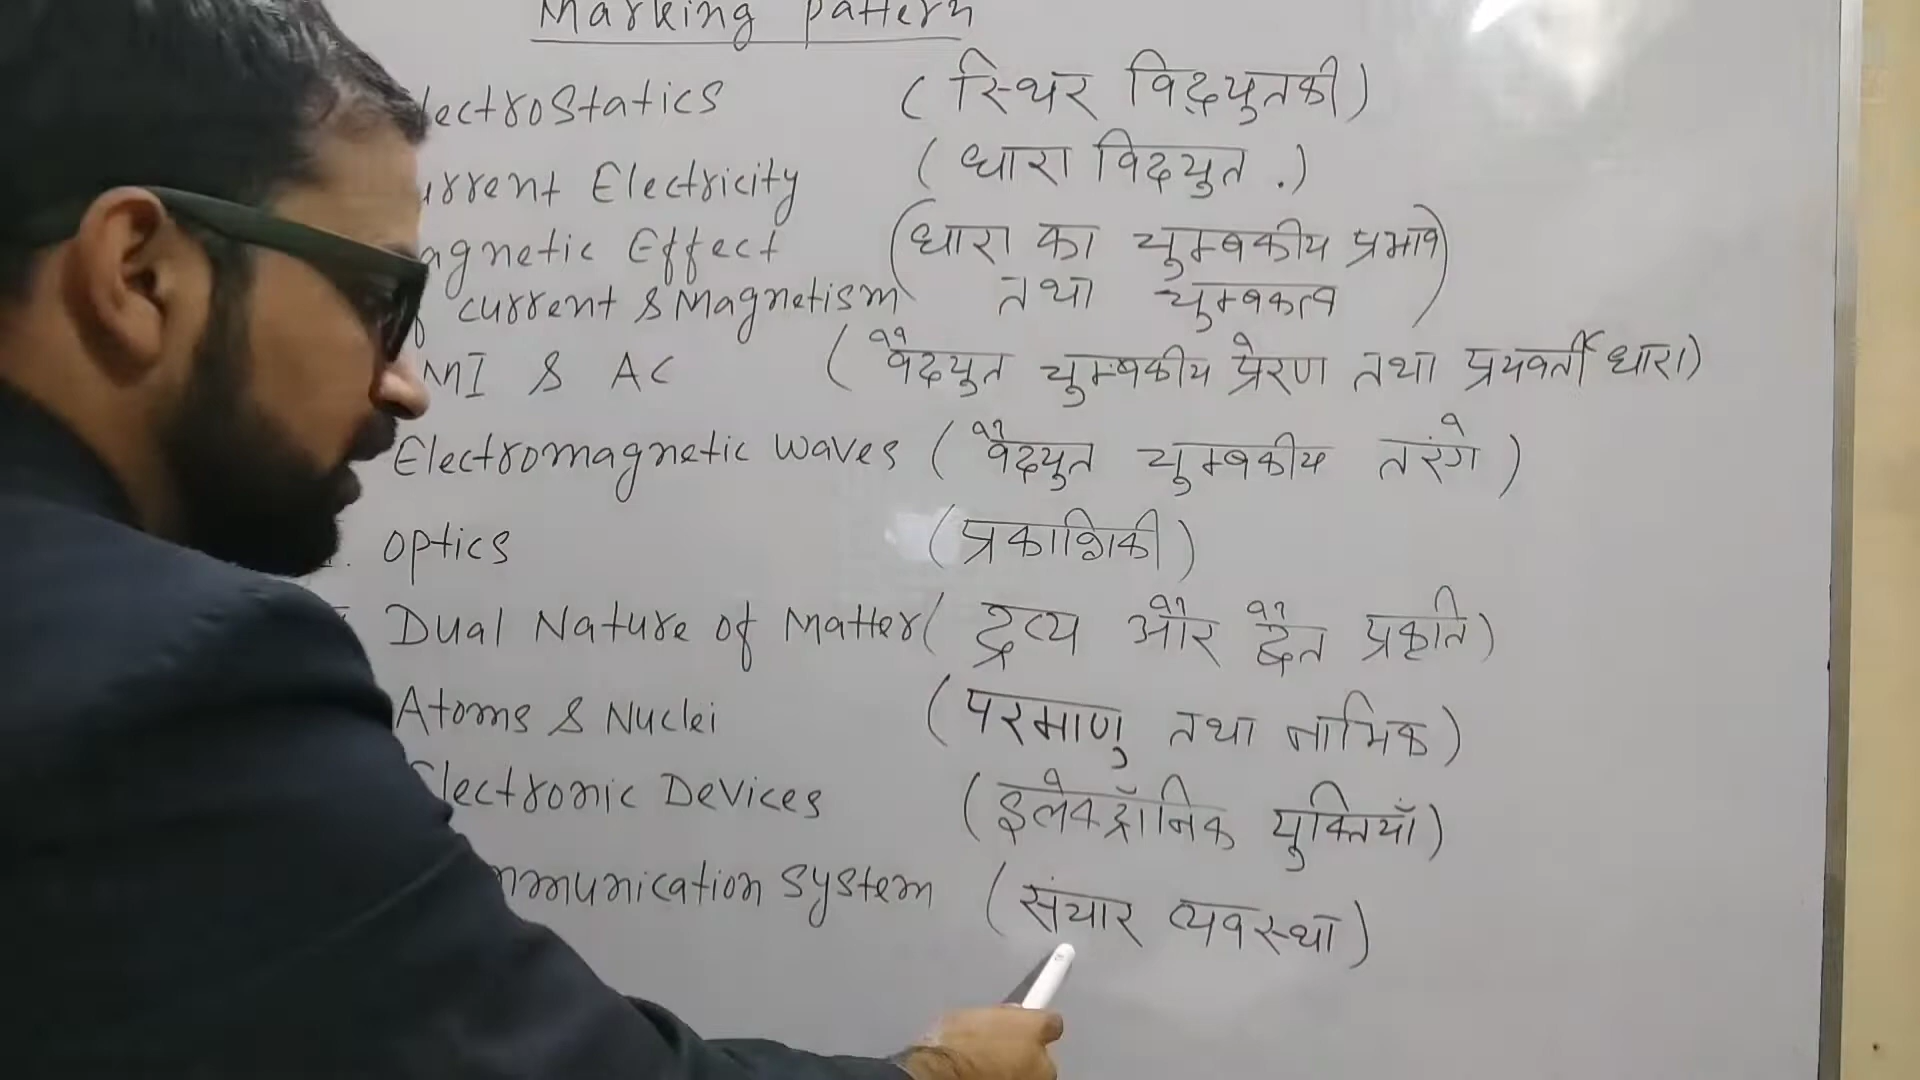 Marking pattern
lectrostatics (स्थिर विद्युतकी)
urrent Electricity (धारा विद्युत .)
agnetic Effect (धारा का चुम्बकीय प्रभाव
current & Magnetism तथा चुम्बकत्व)
MI & AC (वैद्युत चुम्बकीय प्रेरण तथा प्रयवर्ती धारा)
Electromagnetic waves (वैद्युत चुम्बकीय तरंगे)
optics (प्रकाशिकी)
Dual Nature of Matter (द्रव्य और द्वैत प्रकृति)
Atoms & Nuclei (परमाणु तथा नाभिक)
lectronic Devices (इलेक्ट्रॉनिक युक्तियाँ)
mmunication system (संचार व्यवस्था)